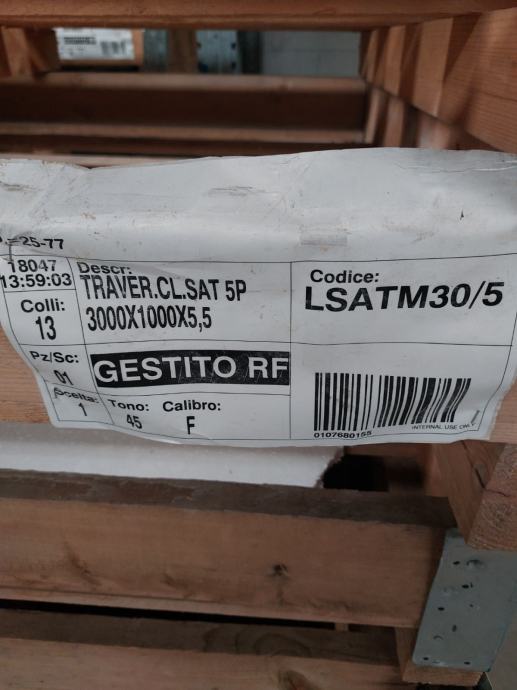 =25-77
18047
13:59:03
Descr:
TRAVER.CL.SAT 5P
3000X1000X5,5
Codice:
LSATM30/5
Colli:
13
GESTITO RF
Pz/Sc:
01
Scelta:
1
Tono:
45
Calibro:
F
0107680155
INTERNAL USE ONLY